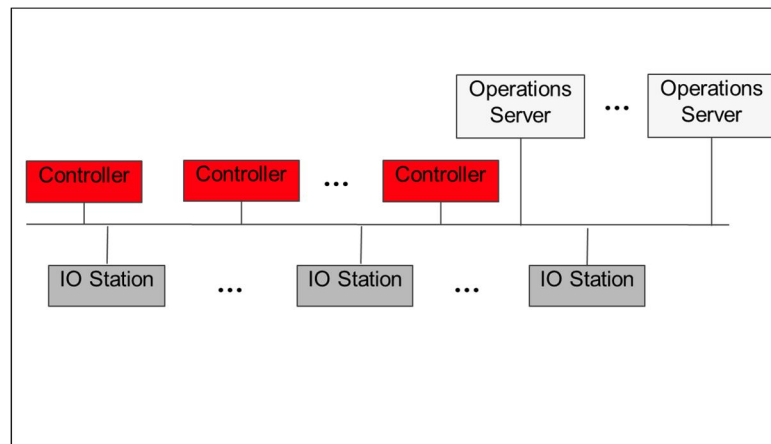 Operations
Server
...
Operations
Server
Controller
Controller
...
Controller
IO Station
...
IO Station
...
IO Station